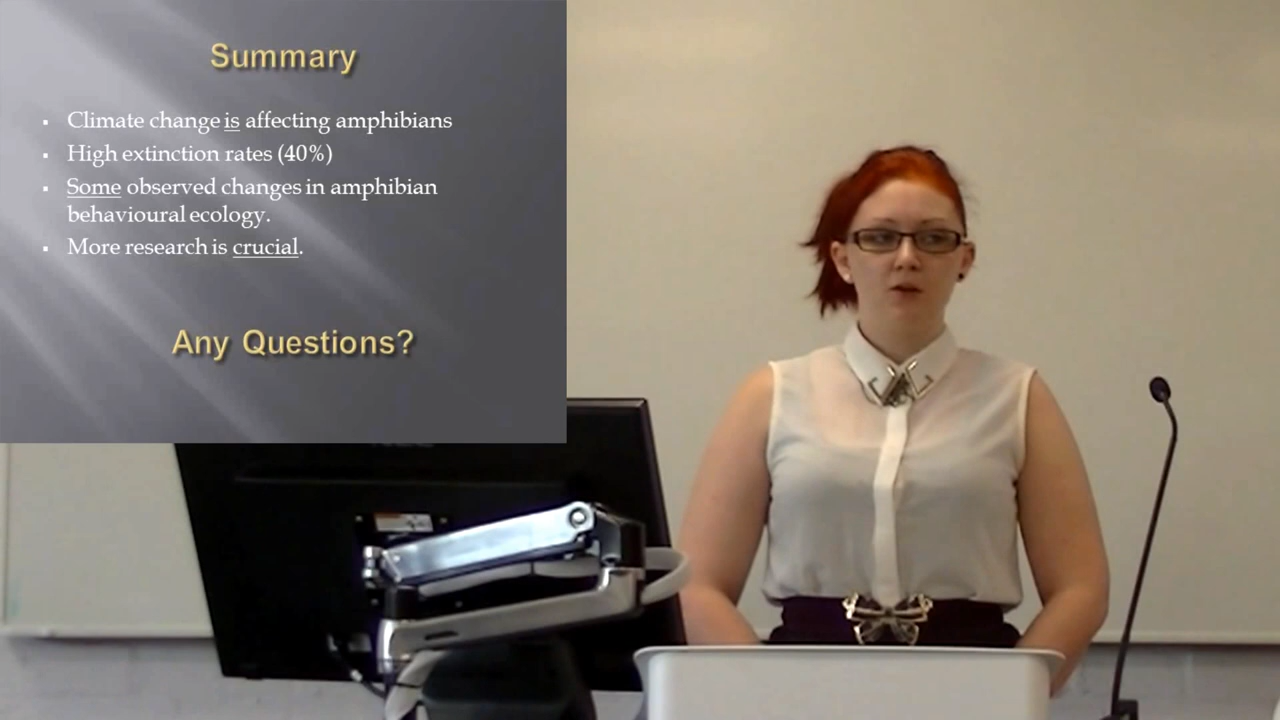 Summary
▪ Climate change is affecting amphibians
▪ High extinction rates (40%)
▪ Some observed changes in amphibian
behavioural ecology.
▪ More research is crucial.
Any Questions?